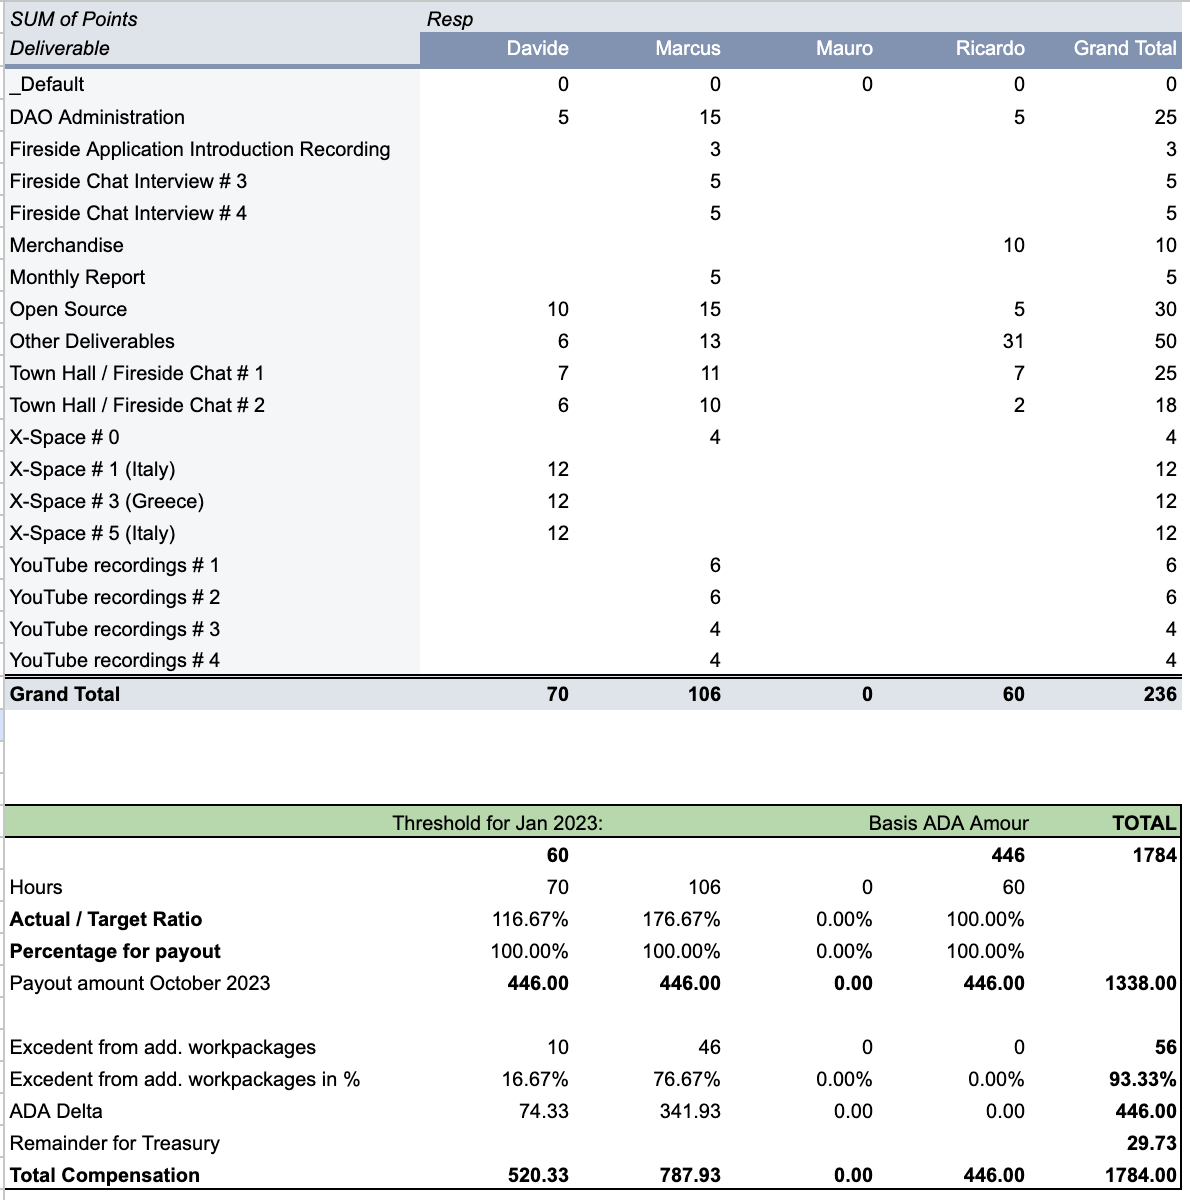 SUM of Points Resp
Deliverable Davide Marcus Mauro Ricardo Grand Total
_Default 0 0 0 0 0
DAO Administration 5 15 5 25
Fireside Application Introduction Recording 3 3
Fireside Chat Interview # 3 5 5
Fireside Chat Interview # 4 5 5
Merchandise 10 10
Monthly Report 5 5
Open Source 10 15 5 30
Other Deliverables 6 13 31 50
Town Hall / Fireside Chat # 1 7 11 7 25
Town Hall / Fireside Chat # 2 6 10 2 18
X-Space # 0 4 4
X-Space # 1 (Italy) 12 12
X-Space # 3 (Greece) 12 12
X-Space # 5 (Italy) 12 12
YouTube recordings # 1 6 6
YouTube recordings # 2 6 6
YouTube recordings # 3 4 4
YouTube recordings # 4 4 4
Grand Total 70 106 0 60 236
Threshold for Jan 2023: Basis ADA Amour TOTAL
60 446 1784
Hours 70 106 0 60
Actual / Target Ratio 116.67% 176.67% 0.00% 100.00%
Percentage for payout 100.00% 100.00% 0.00% 100.00%
Payout amount October 2023 446.00 446.00 0.00 446.00 1338.00
Excedent from add. workpackages 10 46 0 0 56
Excedent from add. workpackages in % 16.67% 76.67% 0.00% 0.00% 93.33%
ADA Delta 74.33 341.93 0.00 0.00 446.00
Remainder for Treasury 29.73
Total Compensation 520.33 787.93 0.00 446.00 1784.00